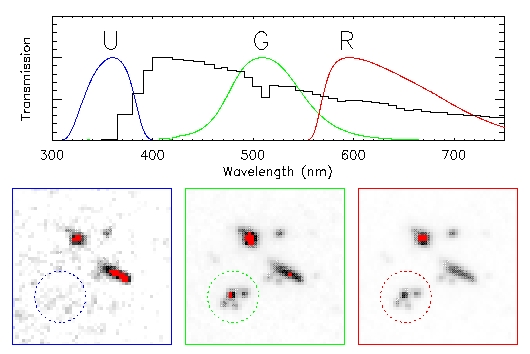 U G R
Transmission
300 400 500 600 700
Wavelength (nm)